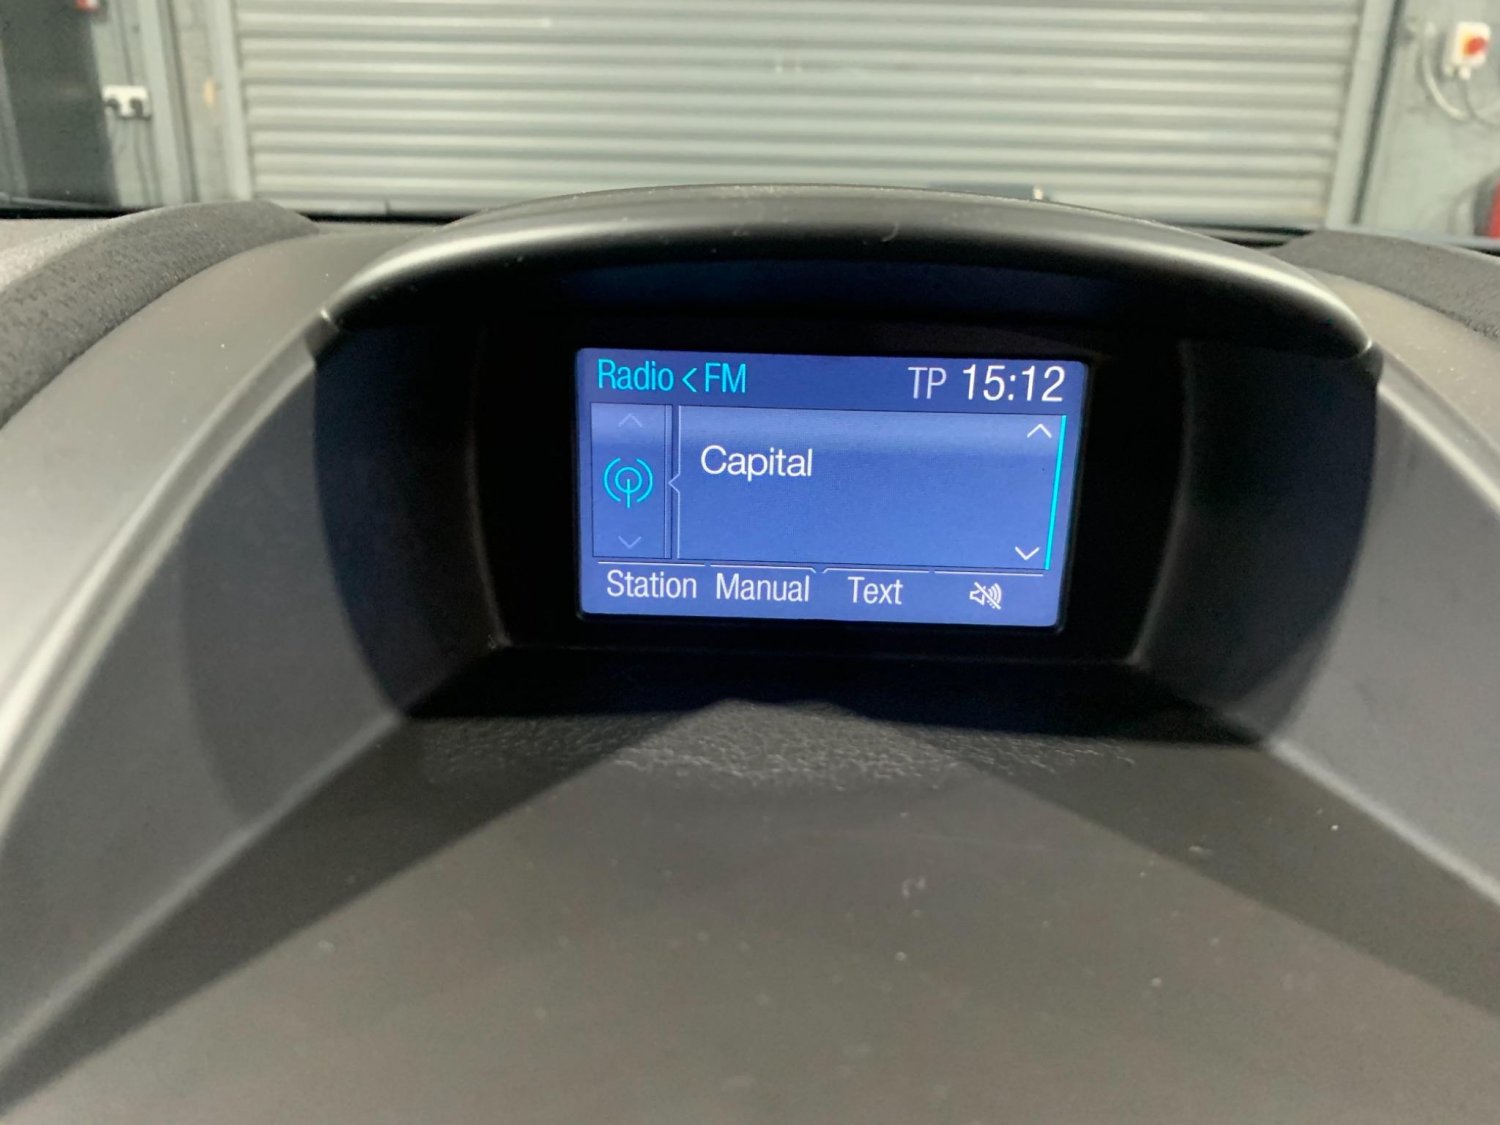 Radio < FM TP 15:12
Capital
Station Manual Text